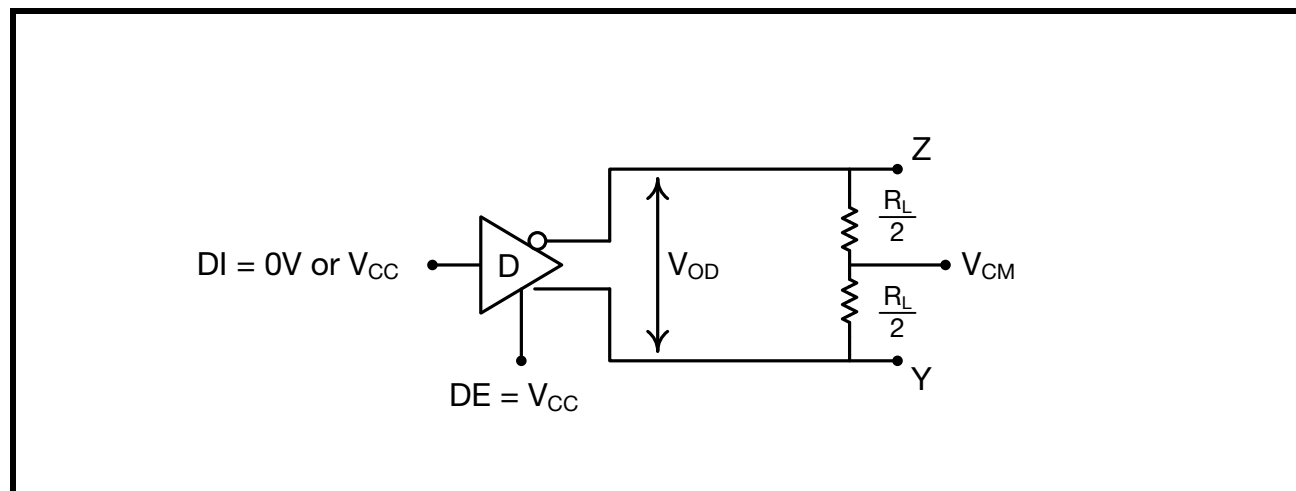 Z
R_L
2
DI = 0V or V_CC
D
V_OD
V_CM
R_L
2
Y
DE = V_CC